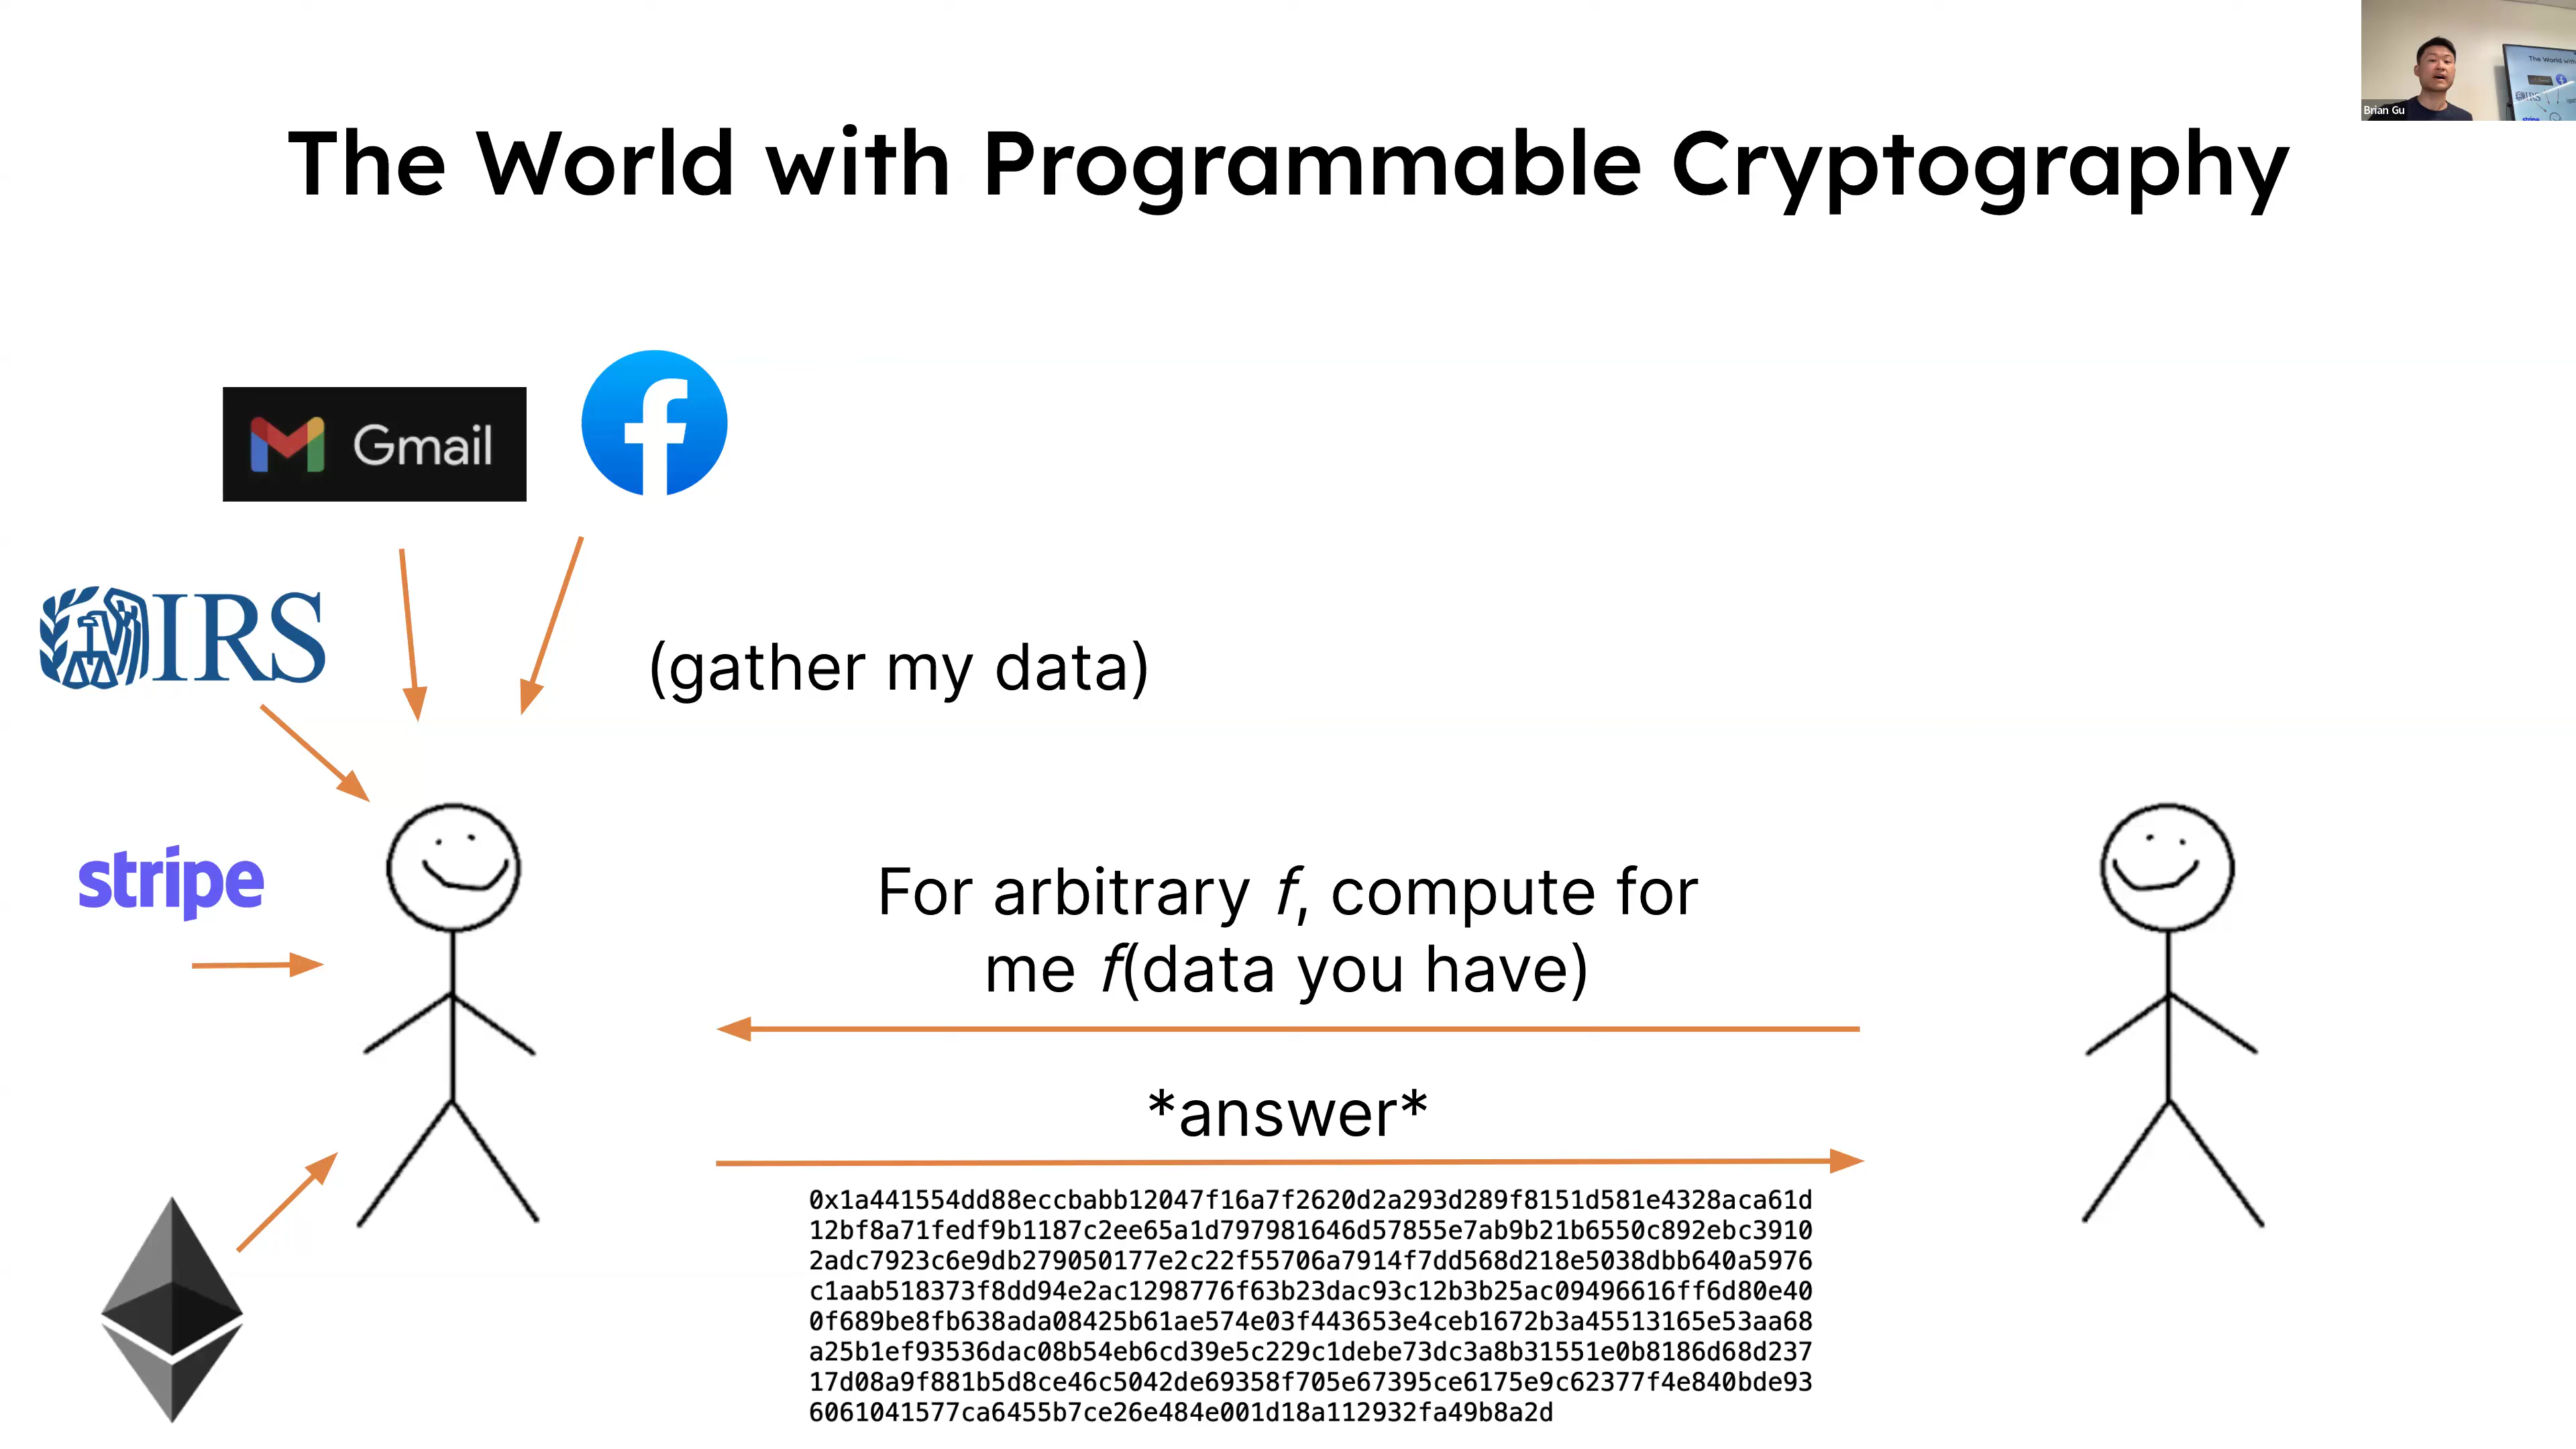 The World with Programmable Cryptography
Brian Gu
Gmail
IRS
(gather my data)
stripe
For arbitrary f, compute for
me f(data you have)
*answer*
0x1a441554dd88eccbabb12047f16a7f2620d2a293d289f8151d581e4328aca61d
12bf8a71fedf9b1187c2ee65a1d797981646d57855e7ab9b21b6550c892ebc3910
2adc7923c6e9db279050177e2c22f55706a7914f7dd568d218e5038dbb640a5976
c1aab518373f8dd94e2ac1298776f63b23dac93c12b3b25ac09496616ff6d80e40
0f689be8fb638ada08425b61ae574e03f443653e4ceb1672b3a45513165e53aa68
a25b1ef93536dac08b54eb6cd39e5c229c1debe73dc3a8b31551e0b8186d68d237
17d08a9f881b5d8ce46c5042de69358f705e67395ce6175e9c62377f4e840bde93
6061041577ca6455b7ce26e484e001d18a112932fa49b8a2d